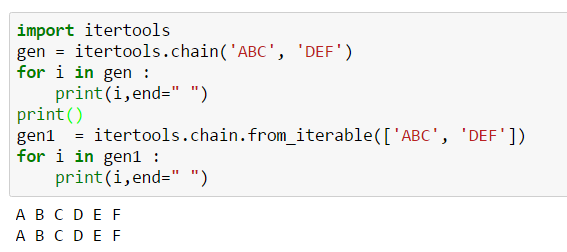 import itertools
gen = itertools.chain('ABC', 'DEF')
for i in gen :
    print(i,end=" ")
print()
gen1  = itertools.chain.from_iterable(['ABC', 'DEF'])
for i in gen1 :
    print(i,end=" ")
A B C D E F
A B C D E F